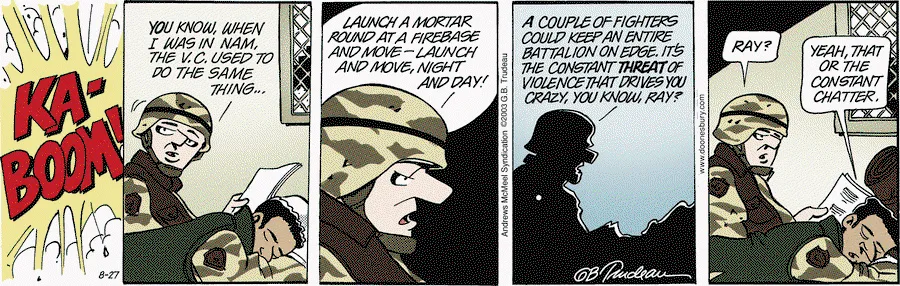 KA-
BOOM!
8-27
YOU KNOW, WHEN
I WAS IN NAM,
THE V.C. USED TO
DO THE SAME
THING...
LAUNCH A MORTAR
ROUND AT A FIREBASE
AND MOVE — LAUNCH
AND MOVE, NIGHT
AND DAY!
Andrews McMeel Syndication ©2003 G.B. Trudeau
A COUPLE OF FIGHTERS
COULD KEEP AN ENTIRE
BATTALION ON EDGE. IT'S
THE CONSTANT THREAT OF
VIOLENCE THAT DRIVES YOU
CRAZY, YOU KNOW, RAY?
GB Trudeau
www.doonesbury.com
RAY?
YEAH, THAT
OR THE
CONSTANT
CHATTER.